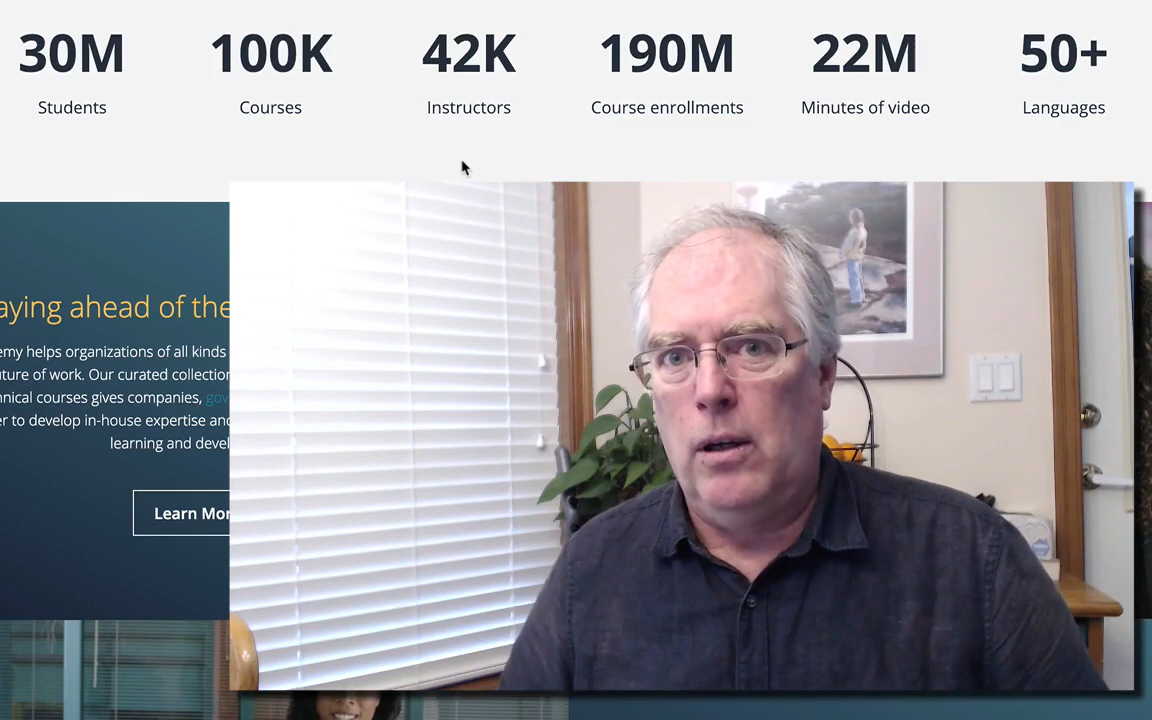 30M 100K 42K 190M 22M 50+
Students Courses Instructors Course enrollments Minutes of video Languages
aying ahead of the
emy helps organizations of all kinds
uture of work. Our curated collection
nnical courses gives companies, gov
er to develop in-house expertise and
learning and devel
Learn Mor